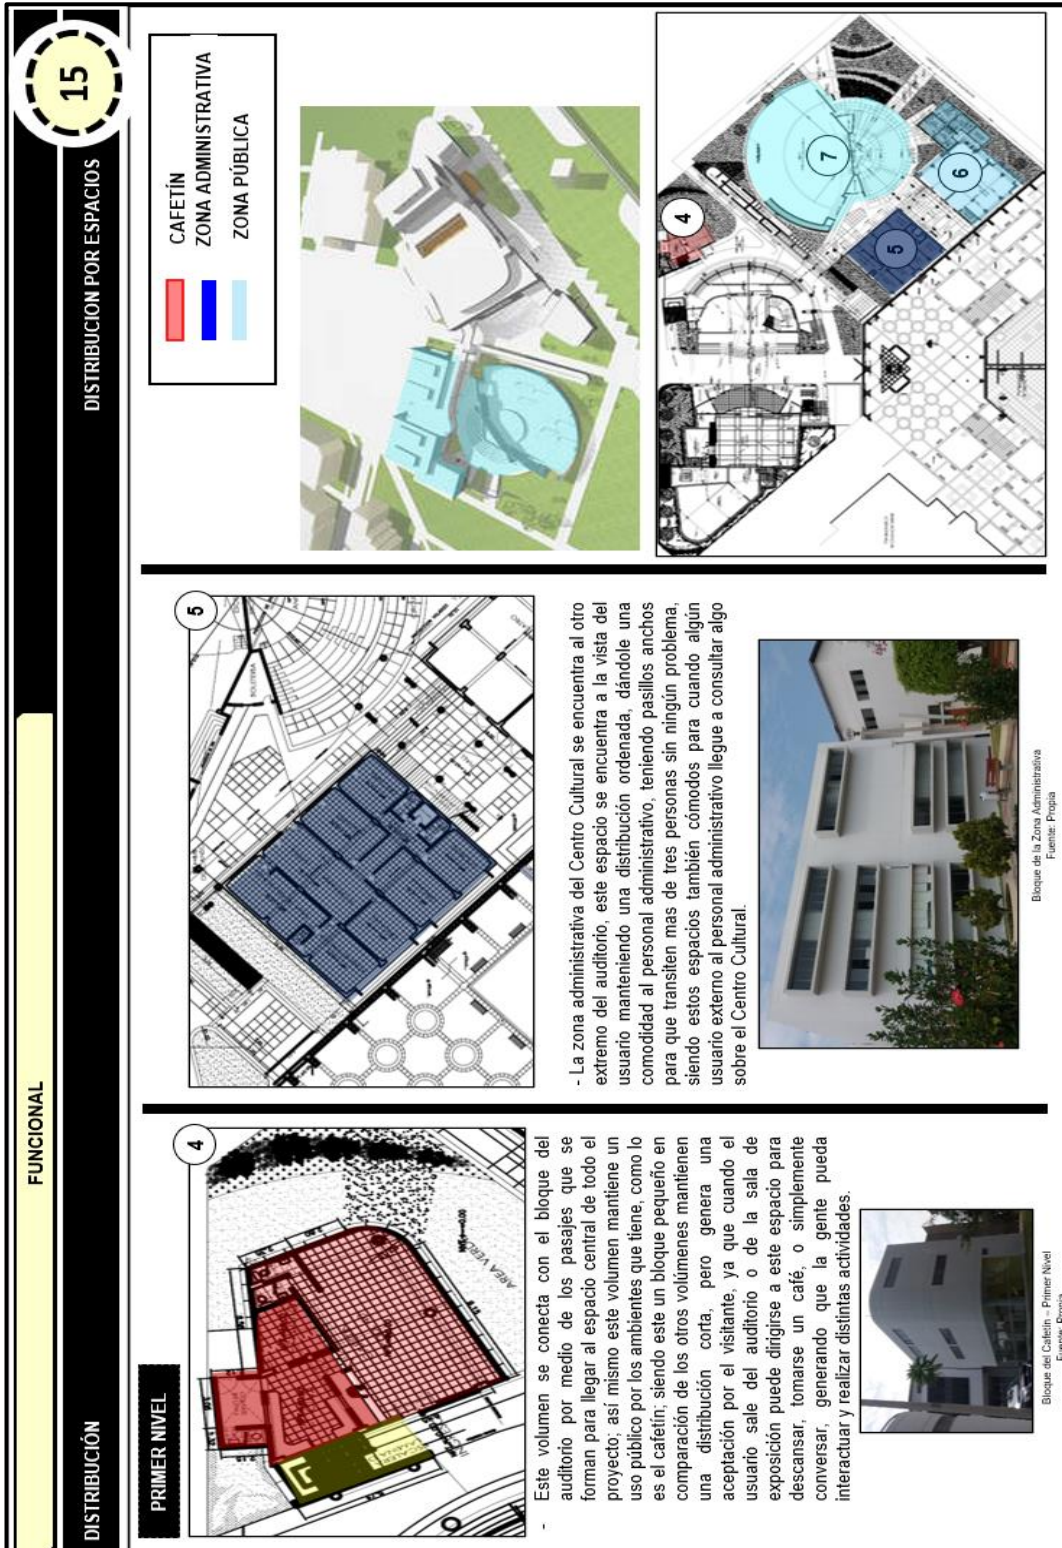 FUNCIONAL
DISTRIBUCIÓN
DISTRIBUCION POR ESPACIOS
15
PRIMER NIVEL
4
AREA VERDE
- Este volumen se conecta con el bloque del
auditorio por medio de los pasajes que se
forman para llegar al espacio central de todo el
proyecto; así mismo este volumen mantiene un
uso público por los ambientes que tiene, como lo
es el cafetín; siendo este un bloque pequeño en
comparación de los otros volúmenes mantienen
una distribución corta, pero genera una
aceptación por el visitante, ya que cuando el
usuario sale del auditorio o de la sala de
exposición puede dirigirse a este espacio para
descansar, tomarse un café, o simplemente
conversar, generando que la gente pueda
interactuar y realizar distintas actividades.
Bloque del Cafetín – Primer Nivel
Fuente: Propia
5
BOLETERIA
- La zona administrativa del Centro Cultural se encuentra al otro
extremo del auditorio, este espacio se encuentra a la vista del
usuario manteniendo una distribución ordenada, dándole una
comodidad al personal administrativo, teniendo pasillos anchos
para que transiten mas de tres personas sin ningún problema,
siendo estos espacios también cómodos para cuando algún
usuario externo al personal administrativo llegue a consultar algo
sobre el Centro Cultural.
Bloque de la Zona Administrativa
Fuente: Propia
CAFETÍN
ZONA ADMINISTRATIVA
ZONA PÚBLICA
4
7
5
6